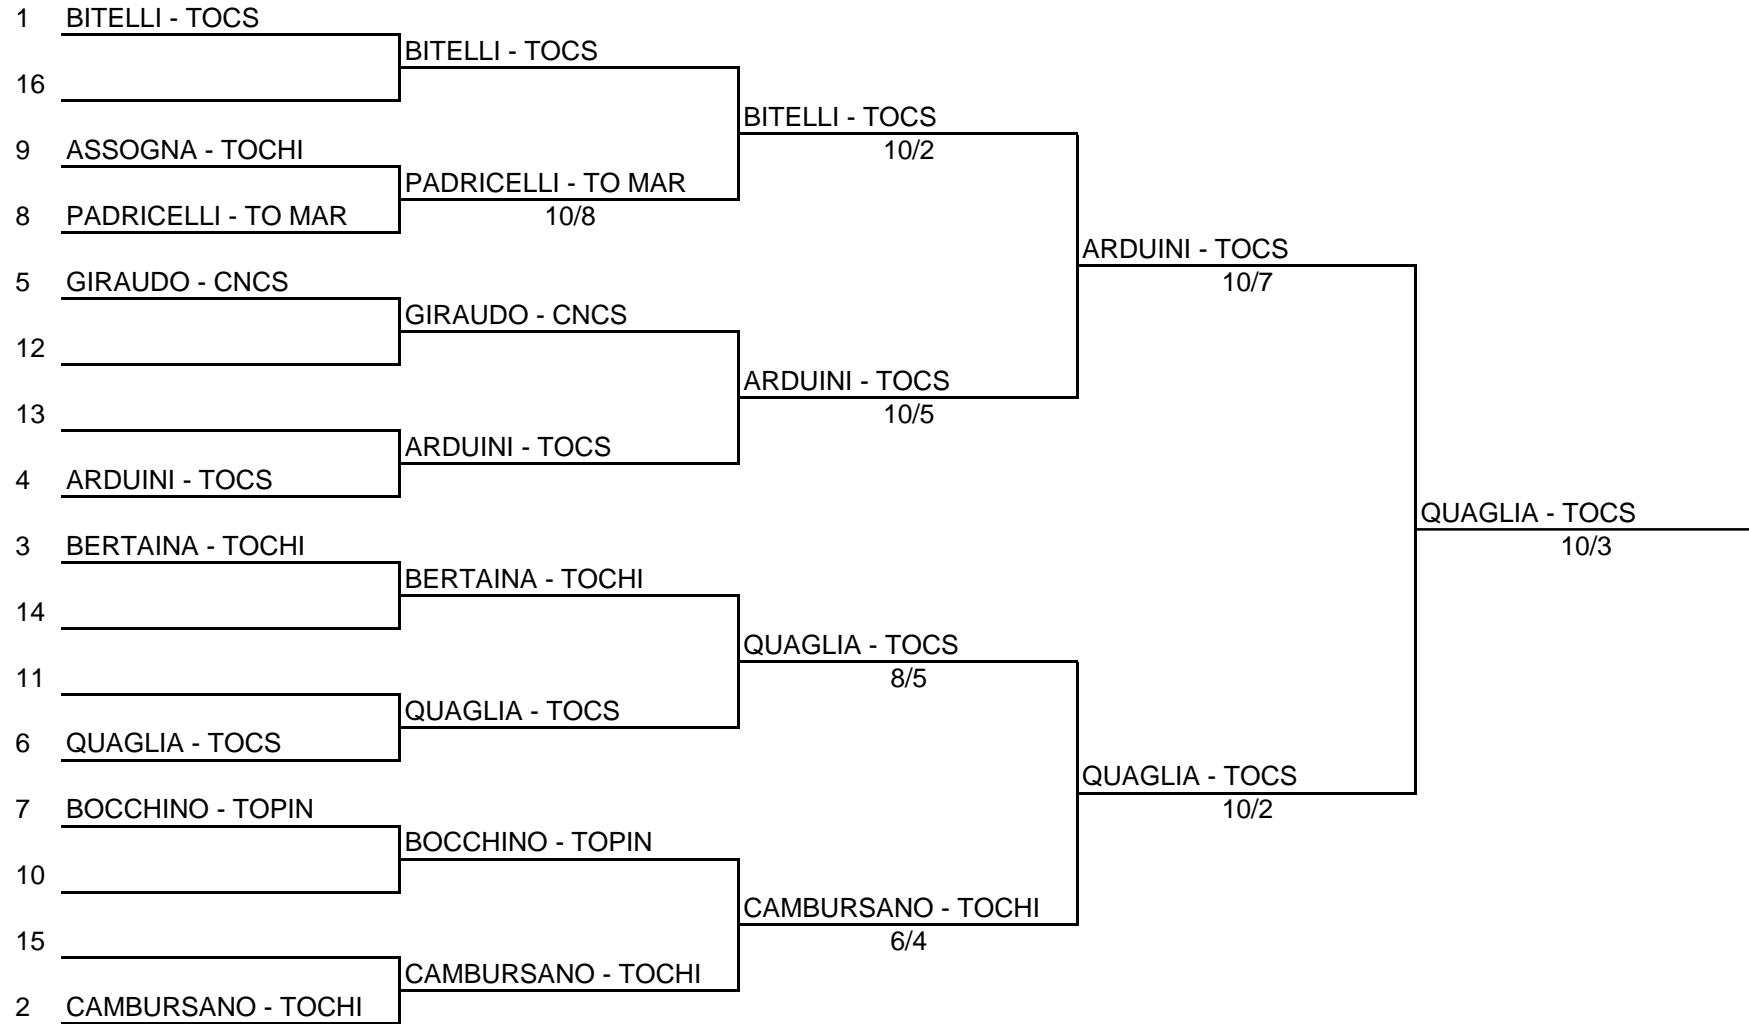 1 BITELLI - TOCS
BITELLI - TOCS
16
BITELLI - TOCS
10/2
9 ASSOGNA - TOCHI
PADRICELLI - TO MAR
10/8
8 PADRICELLI - TO MAR
ARDUINI - TOCS
10/7
5 GIRAUDO - CNCS
GIRAUDO - CNCS
12
ARDUINI - TOCS
10/5
13
ARDUINI - TOCS
4 ARDUINI - TOCS
QUAGLIA - TOCS
10/3
3 BERTAINA - TOCHI
BERTAINA - TOCHI
14
QUAGLIA - TOCS
8/5
11
QUAGLIA - TOCS
6 QUAGLIA - TOCS
QUAGLIA - TOCS
10/2
7 BOCCHINO - TOPIN
BOCCHINO - TOPIN
10
CAMBURSANO - TOCHI
6/4
15
CAMBURSANO - TOCHI
2 CAMBURSANO - TOCHI